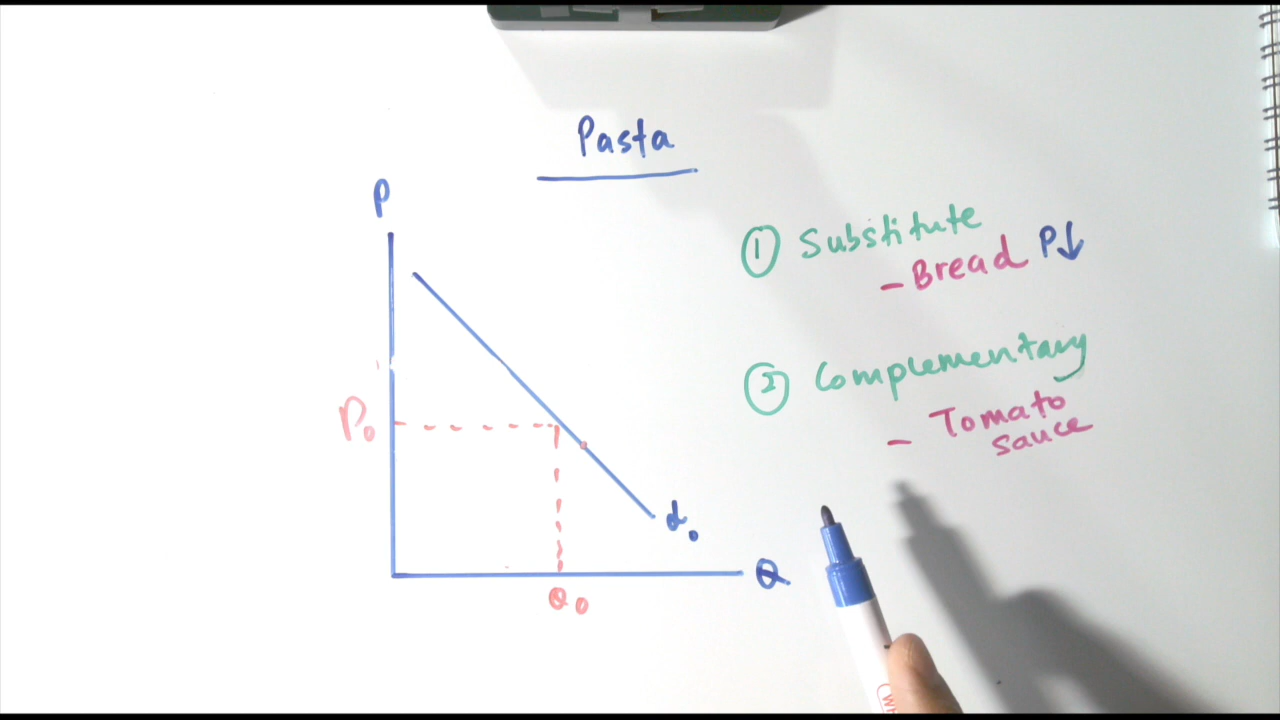 Pasta
P
① Substitute
- Bread P↓
② Complementary
- Tomato
sauce
P₀
d₀
Q
Q₀